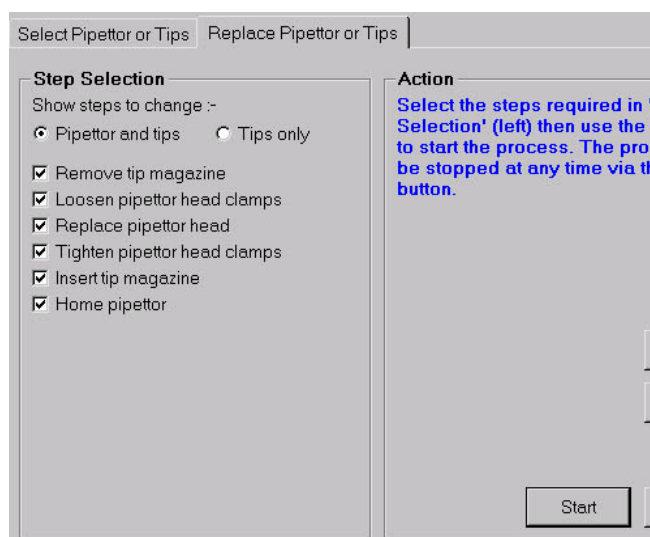 Select Pipettor or Tips
Replace Pipettor or Tips
Step Selection
Show steps to change :-
Pipettor and tips
Tips only
Remove tip magazine
Loosen pipettor head clamps
Replace pipettor head
Tighten pipettor head clamps
Insert tip magazine
Home pipettor
Action
Select the steps required in '
Selection' (left) then use the
to start the process. The pro
be stopped at any time via th
button.
Start